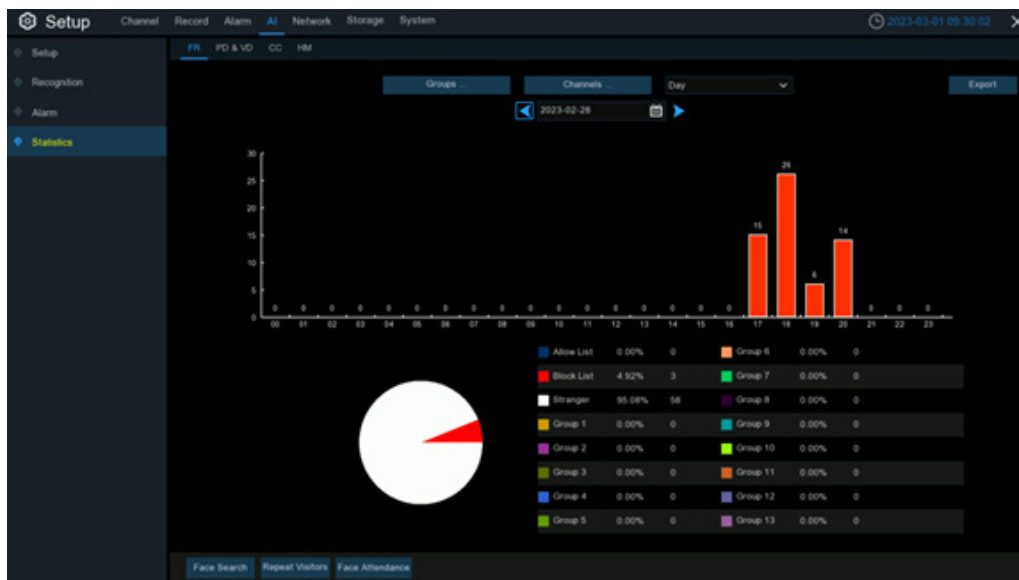 Setup Channel Record Alarm AI Network Storage System 2023-03-01 09:30:02
Setup
Recognition
Alarm
Statistics
FR PD & VD CC HM
Groups ... Channels ... Day Export
2023-02-28
30
25
20
15
10
5
0
26
15
14
6
0 0 0 0 0 0 0 0 0 0 0 0 0 0 0 0 0 0 0 0
00 01 02 03 04 05 06 07 08 09 10 11 12 13 14 15 16 17 18 19 20 21 22 23
Allow List 0.00% 0 Group 6 0.00% 0
Block List 4.92% 3 Group 7 0.00% 0
Stranger 95.08% 58 Group 8 0.00% 0
Group 1 0.00% 0 Group 9 0.00% 0
Group 2 0.00% 0 Group 10 0.00% 0
Group 3 0.00% 0 Group 11 0.00% 0
Group 4 0.00% 0 Group 12 0.00% 0
Group 5 0.00% 0 Group 13 0.00% 0
Face Search Repeat Visitors Face Attendance